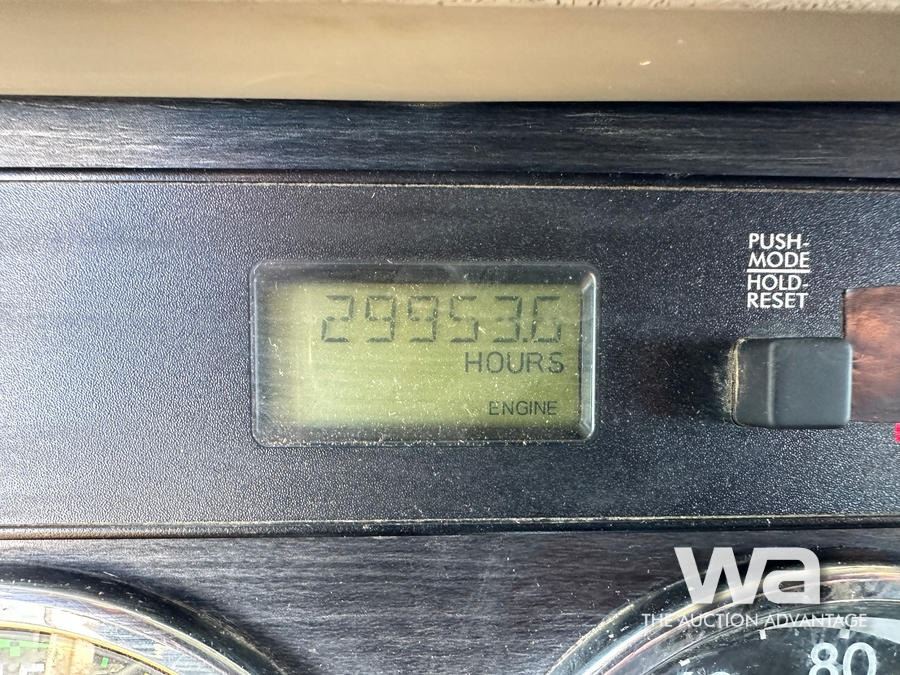 PUSH-
MODE
HOLD-
RESET
29953.6
HOURS
ENGINE
wa
THE AUCTION ADVANTAGE
80